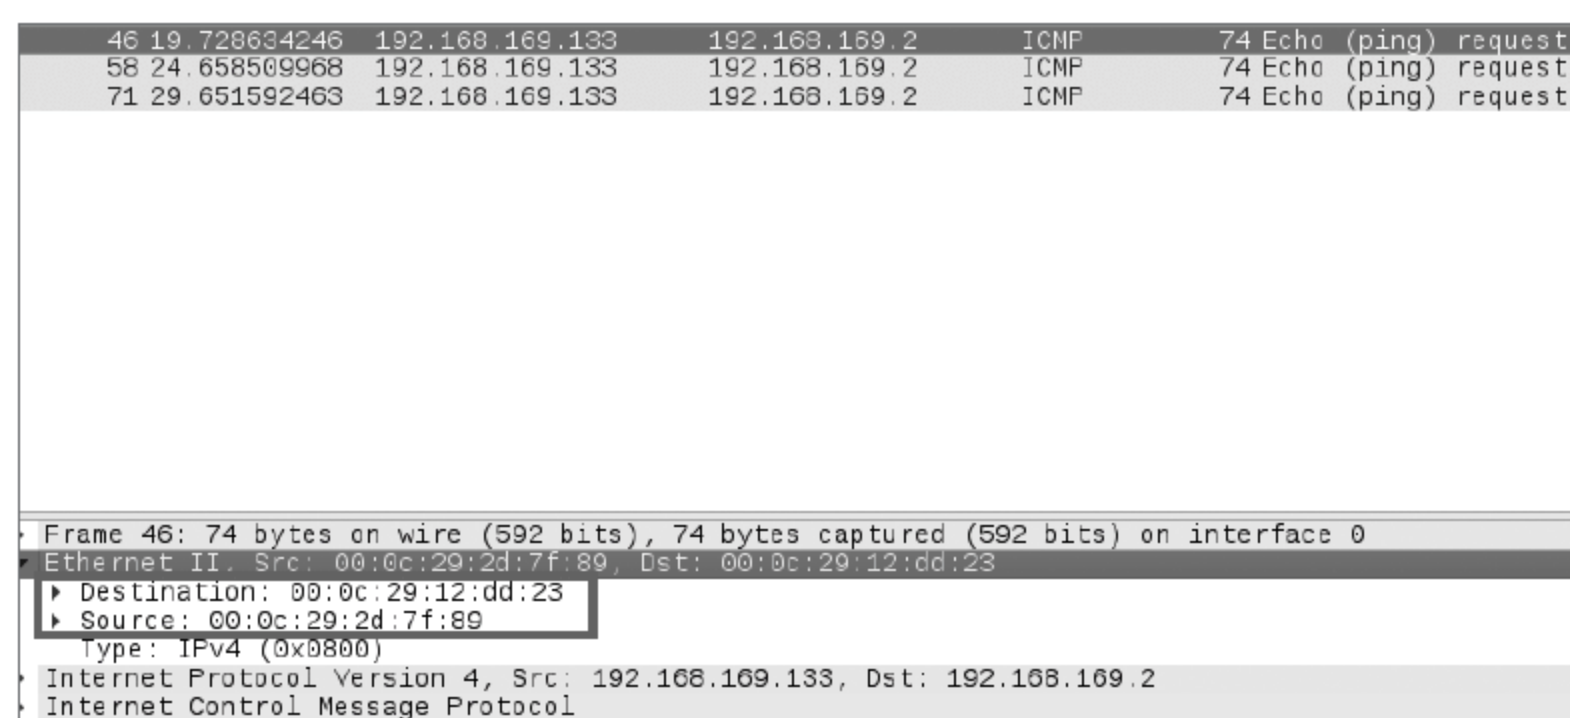 46 19.728634246 192.168.169.133 192.168.169.2 ICMP 74 Echo (ping) request
58 24.658509968 192.168.169.133 192.168.169.2 ICMP 74 Echo (ping) request
71 29.651592463 192.168.169.133 192.168.169.2 ICMP 74 Echo (ping) request
Frame 46: 74 bytes on wire (592 bits), 74 bytes captured (592 bits) on interface 0
Ethernet II, Src: 00:0c:29:2d:7f:89, Dst: 00:0c:29:12:dd:23
Destination: 00:0c:29:12:dd:23
Source: 00:0c:29:2d:7f:89
Type: IPv4 (0x0800)
Internet Protocol Version 4, Src: 192.168.169.133, Dst: 192.168.169.2
Internet Control Message Protocol